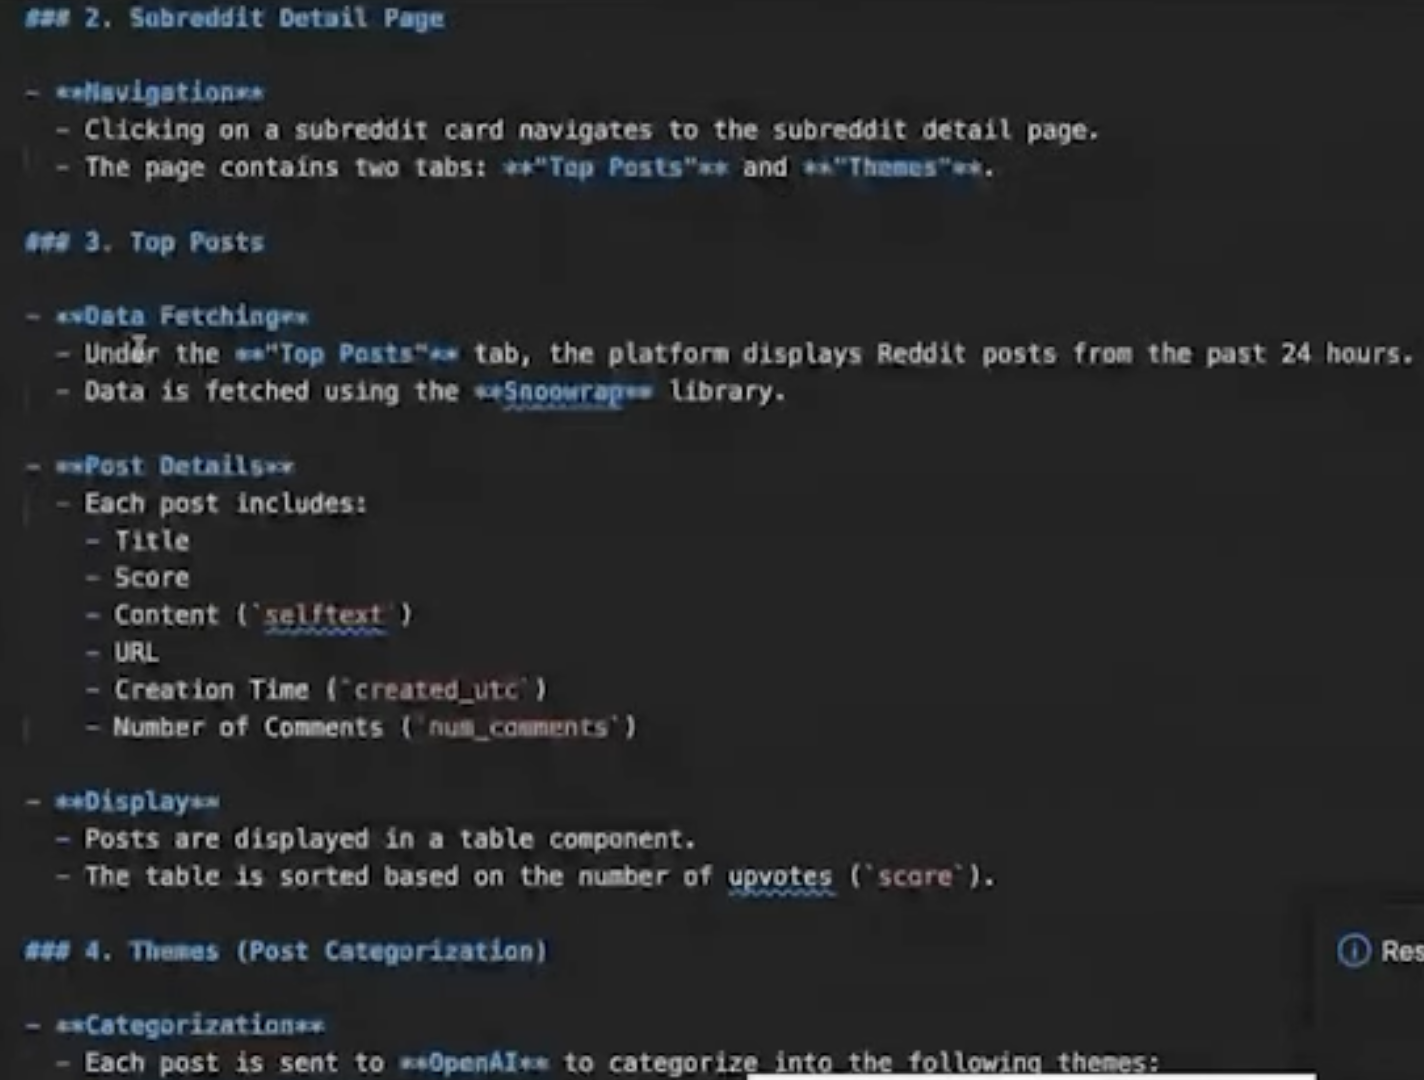 ### 2. Subreddit Detail Page
- **Navigation**
- Clicking on a subreddit card navigates to the subreddit detail page.
- The page contains two tabs: **"Top Posts"** and **"Themes"**.
### 3. Top Posts
- **Data Fetching**
- Under the **"Top Posts"** tab, the platform displays Reddit posts from the past 24 hours.
- Data is fetched using the **Snoowrap** library.
- **Post Details**
- Each post includes:
- Title
- Score
- Content (`selftext`)
- URL
- Creation Time (`created_utc`)
- Number of Comments (`num_comments`)
- **Display**
- Posts are displayed in a table component.
- The table is sorted based on the number of upvotes (`score`).
### 4. Themes (Post Categorization)
Res
- **Categorization**
- Each post is sent to **OpenAI** to categorize into the following themes: